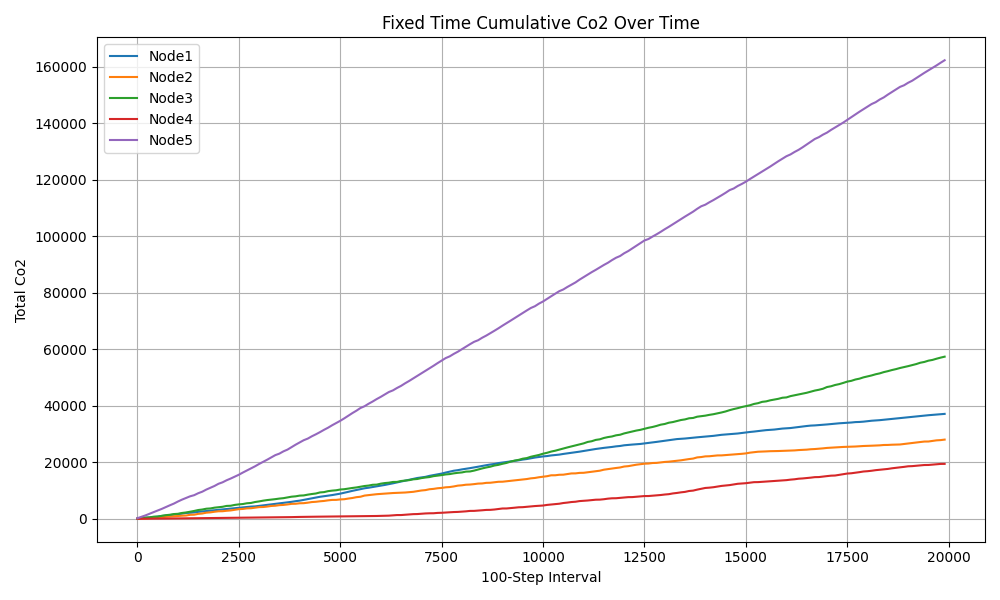 Fixed Time Cumulative Co2 Over Time
Node1
Node2
Node3
Node4
Node5
Total Co2
160000
140000
120000
100000
80000
60000
40000
20000
0
0 2500 5000 7500 10000 12500 15000 17500 20000
100-Step Interval